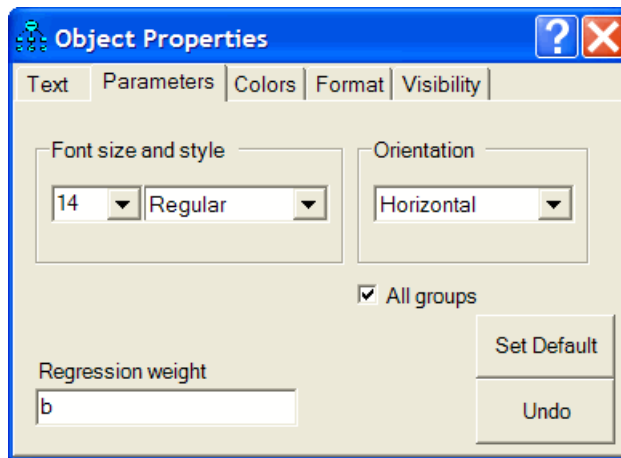 Object Properties ?
Text Parameters Colors Format Visibility
Font size and style Orientation
14 Regular Horizontal
All groups
Set Default
Regression weight
b
Undo